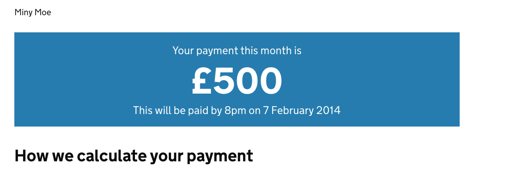 Miny Moe
Your payment this month is
£500
This will be paid by 8pm on 7 February 2014
How we calculate your payment